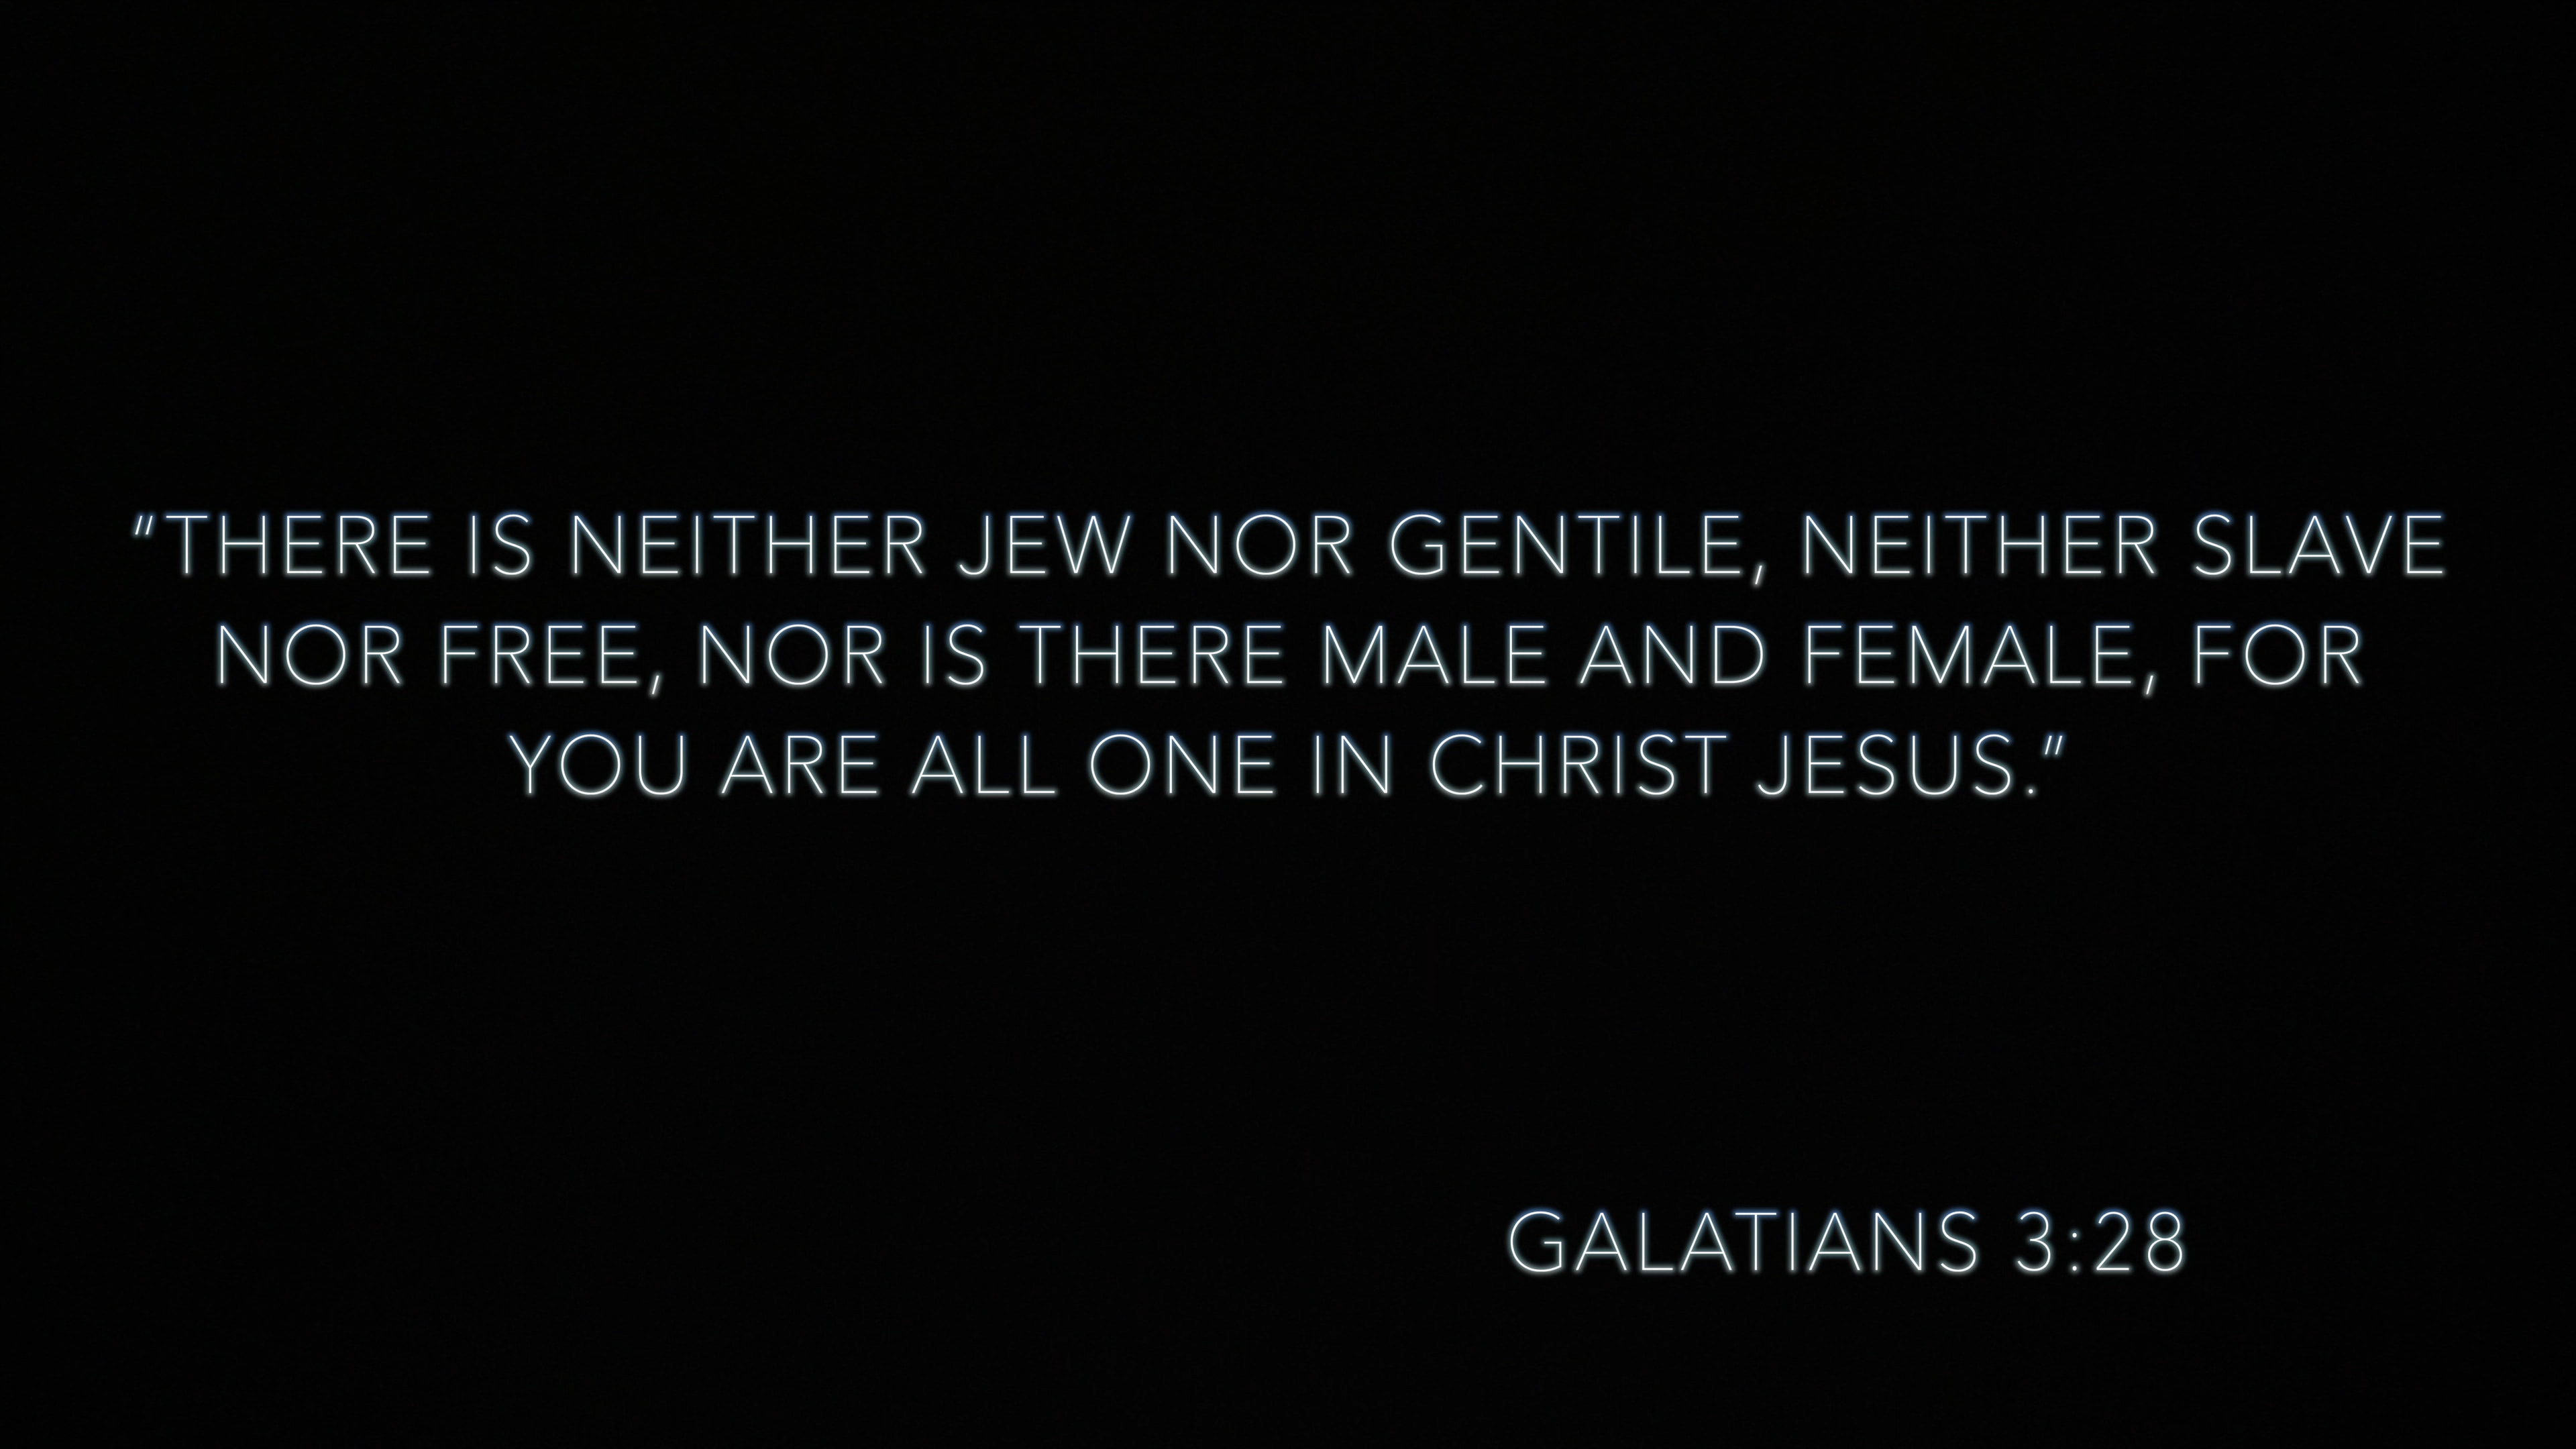 “THERE IS NEITHER JEW NOR GENTILE, NEITHER SLAVE
NOR FREE, NOR IS THERE MALE AND FEMALE, FOR
YOU ARE ALL ONE IN CHRIST JESUS.”
GALATIANS 3:28